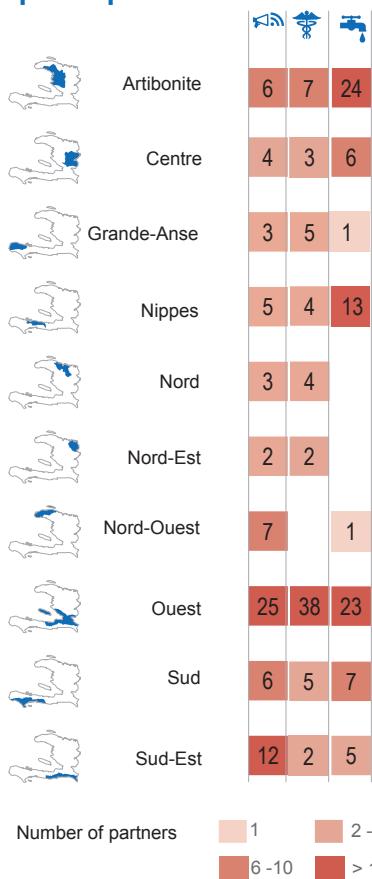 Artibonite 6 7 24
Centre 4 3 6
Grande-Anse 3 5 1
Nippes 5 4 13
Nord 3 4
Nord-Est 2 2
Nord-Ouest 7 1
Ouest 25 38 23
Sud 6 5 7
Sud-Est 12 2 5
Number of partners 1 2 -
6 -10 >